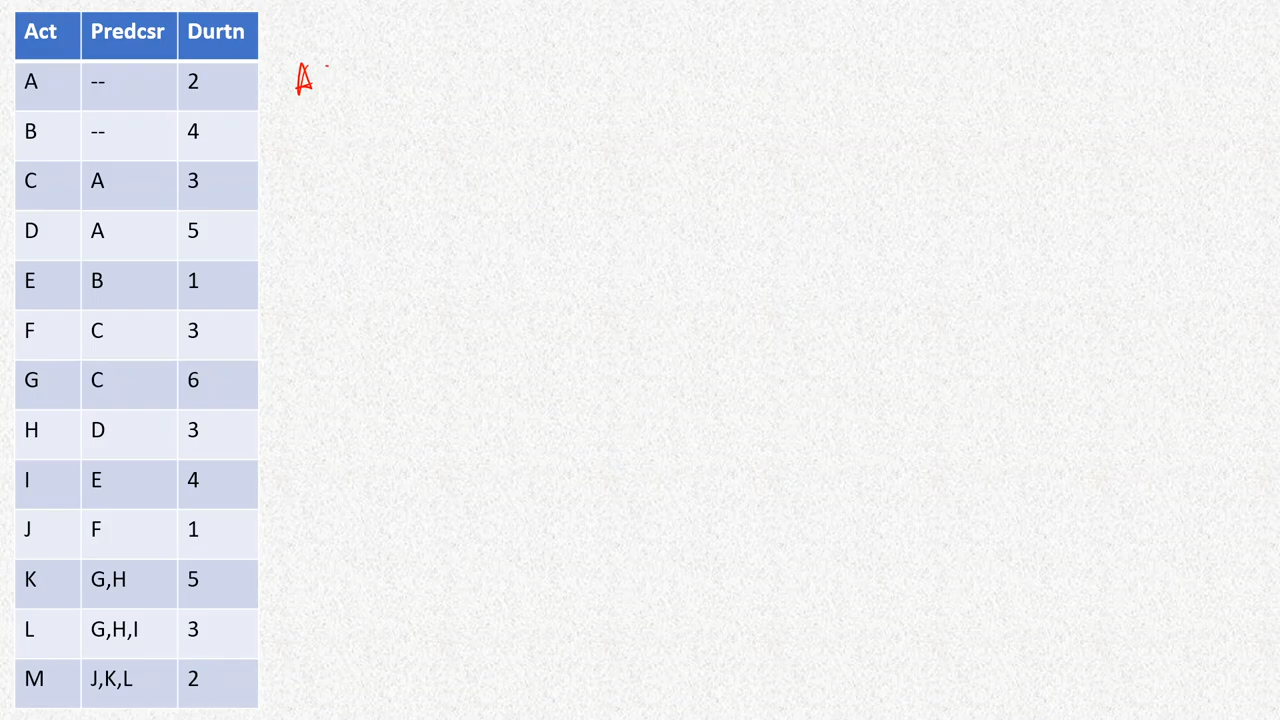 Act Predcsr Durtn
A -- 2
B -- 4
C A 3
D A 5
E B 1
F C 3
G C 6
H D 3
I E 4
J F 1
K G,H 5
L G,H,I 3
M J,K,L 2
A